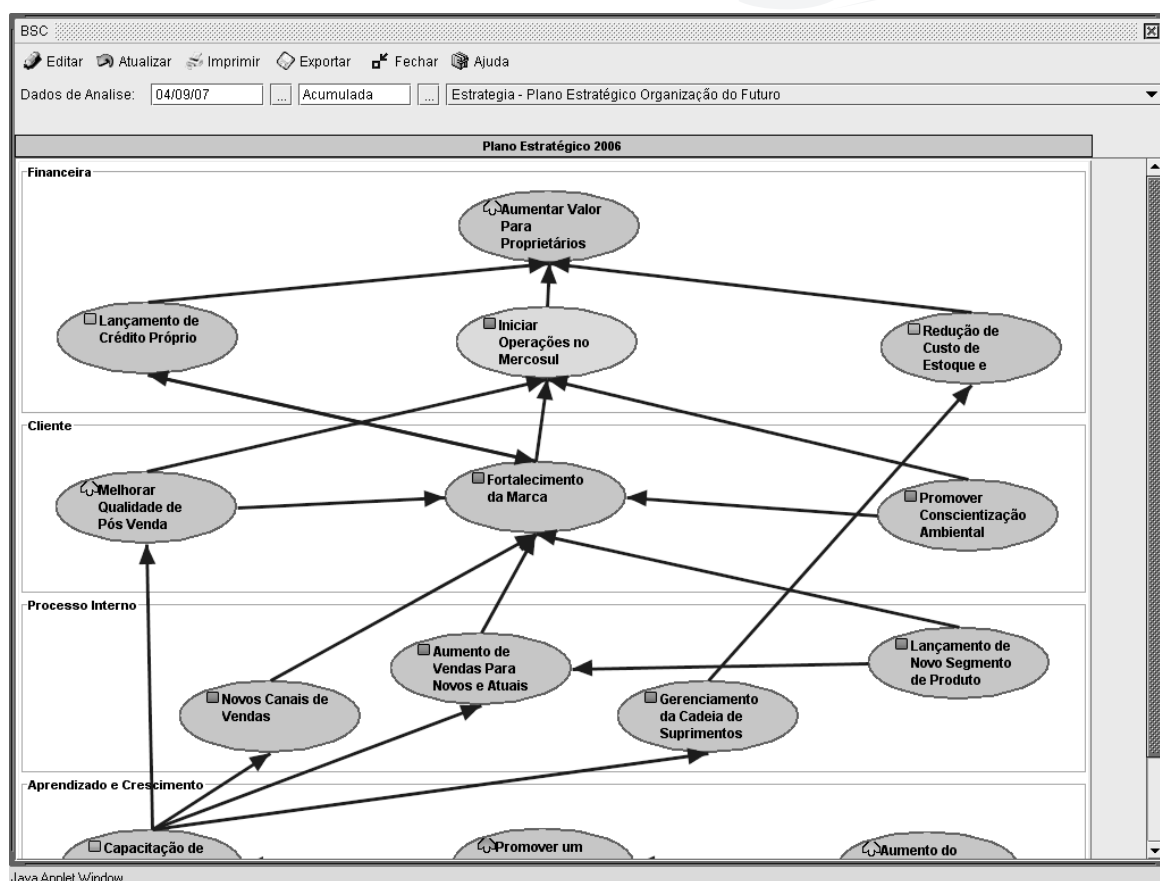 BSC
Editar Atualizar Imprimir Exportar Fechar Ajuda
Dados de Analise: 04/09/07 ... Acumulada ... Estrategia - Plano Estratégico Organização do Futuro
Plano Estratégico 2006
Financeira
Aumentar Valor
Para
Proprietários
Lançamento de
Crédito Próprio
Iniciar
Operações no
Mercosul
Redução de
Custo de
Estoque e
Cliente
Melhorar
Qualidade de
Pós Venda
Fortalecimento
da Marca
Promover
Conscientização
Ambiental
Processo Interno
Novos Canais de
Vendas
Aumento de
Vendas Para
Novos e Atuais
Gerenciamento
da Cadeia de
Suprimentos
Lançamento de
Novo Segmento
de Produto
Aprendizado e Crescimento
Capacitação de
Promover um
Aumento do
Java Applet Window